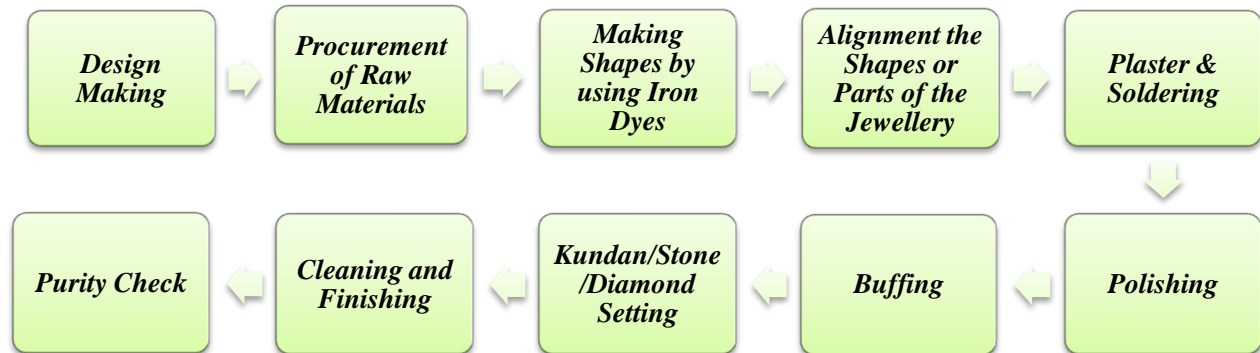 Design
Making
Procurement
of Raw
Materials
Making
Shapes by
using Iron
Dyes
Alignment the
Shapes or
Parts of the
Jewellery
Plaster &
Soldering
Polishing
Buffing
Kundan/Stone
/Diamond
Setting
Cleaning and
Finishing
Purity Check